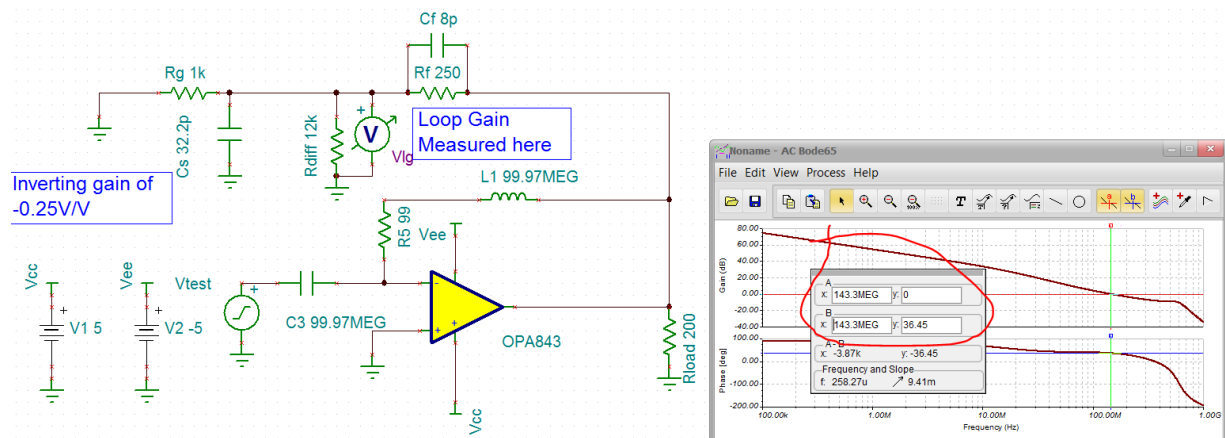 Cf 8p
Rg 1k
Rf 250
Cs 32.2p
Rdiff 12k
+
V
Vlg
Loop Gain
Measured here
Inverting gain of
-0.25V/V
L1 99.97MEG
R5 99
Vee
Vcc
Vee
Vtest
+
+
+
V1 5
V2 -5
C3 99.97MEG
-
+
+
OPA843
Rload 200
Vcc
Noname - AC Bode65
File Edit View Process Help
T
a
b
80.00
60.00
40.00
20.00
0.00
-20.00
-40.00
Gain (dB)
A
x: 143.3MEG y: 0
B
x: 143.3MEG y: 36.45
A - B
x: -3.87k y: -36.45
Frequency and Slope
f: 258.27u 9.41m
100.00
0.00
-100.00
-200.00
Phase [deg]
100.00k 1.00MEG 10.00MEG 100.00M 1.00G
Frequency (Hz)